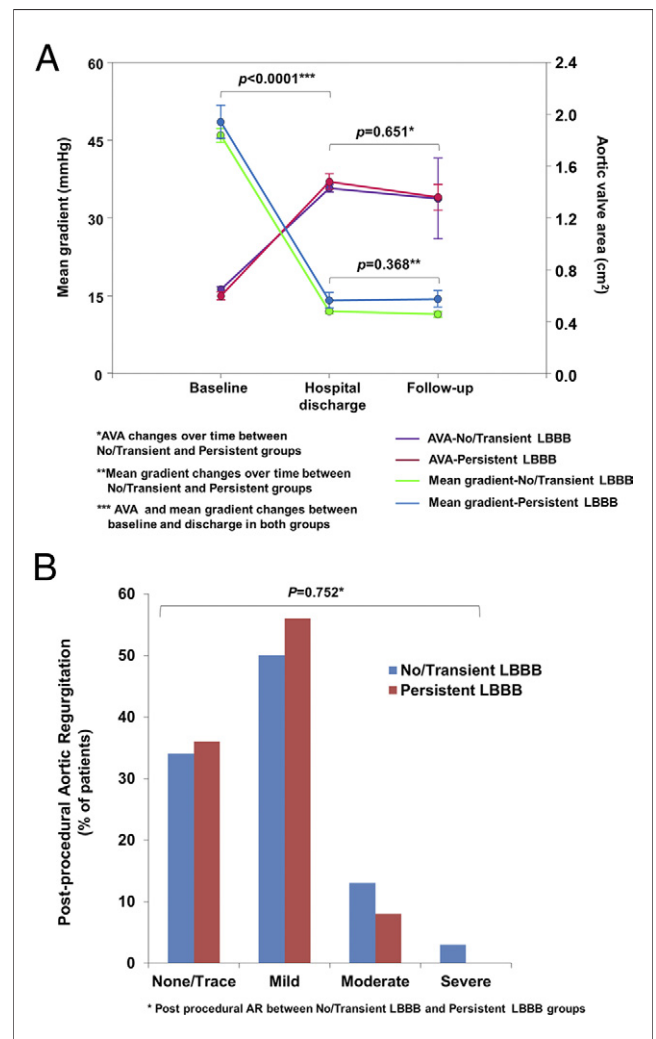 A
60
45
30
15
0
Mean gradient (mmHg)
p<0.0001***
p=0.651*
p=0.368**
2.4
2.0
1.6
1.2
0.8
0.4
0.0
Aortic valve area (cm²)
Baseline
Hospital
discharge
Follow-up
*AVA changes over time between
No/Transient and Persistent groups
**Mean gradient changes over time between
No/Transient and Persistent groups
*** AVA and mean gradient changes between
baseline and discharge in both groups
AVA-No/Transient LBBB
AVA-Persistent LBBB
Mean gradient-No/Transient LBBB
Mean gradient-Persistent LBBB
B
P=0.752*
60
50
40
30
20
10
0
Post-procedural Aortic Regurgitation
(% of patients)
No/Transient LBBB
Persistent LBBB
None/Trace
Mild
Moderate
Severe
* Post procedural AR between No/Transient LBBB and Persistent LBBB groups